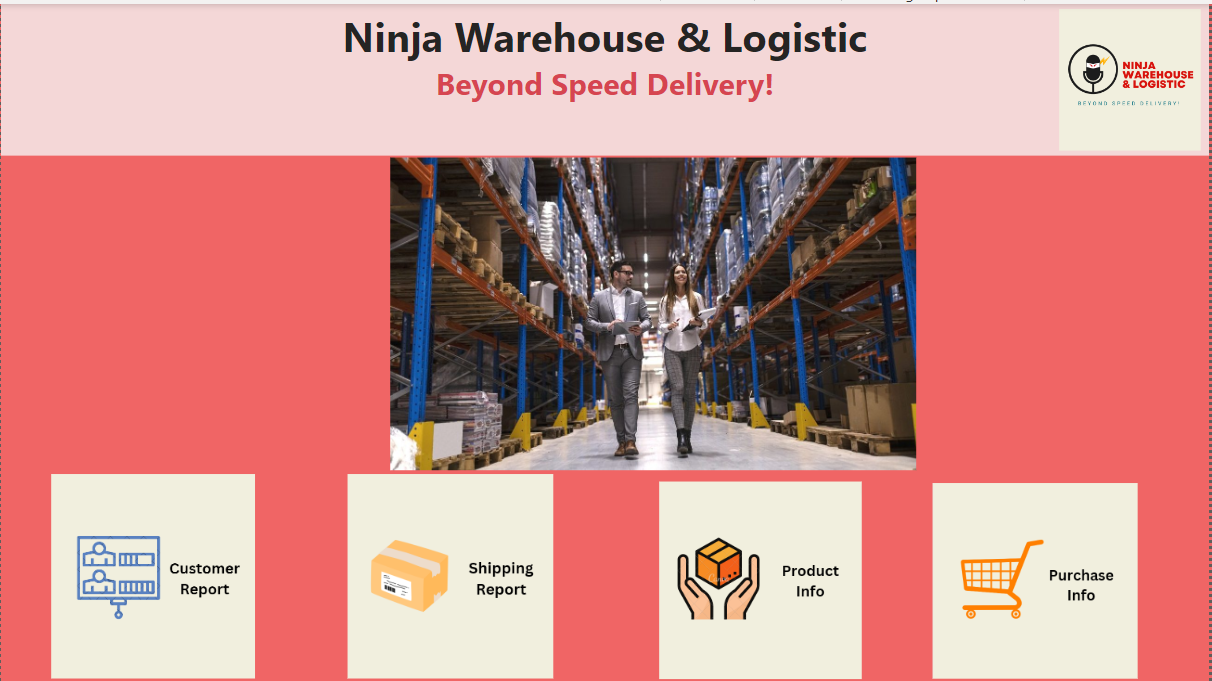 Ninja Warehouse & Logistic
Beyond Speed Delivery!
NINJA
WAREHOUSE
& LOGISTIC
BEYOND SPEED DELIVERY!
Customer
Report
Shipping
Report
Product
Info
Purchase
Info